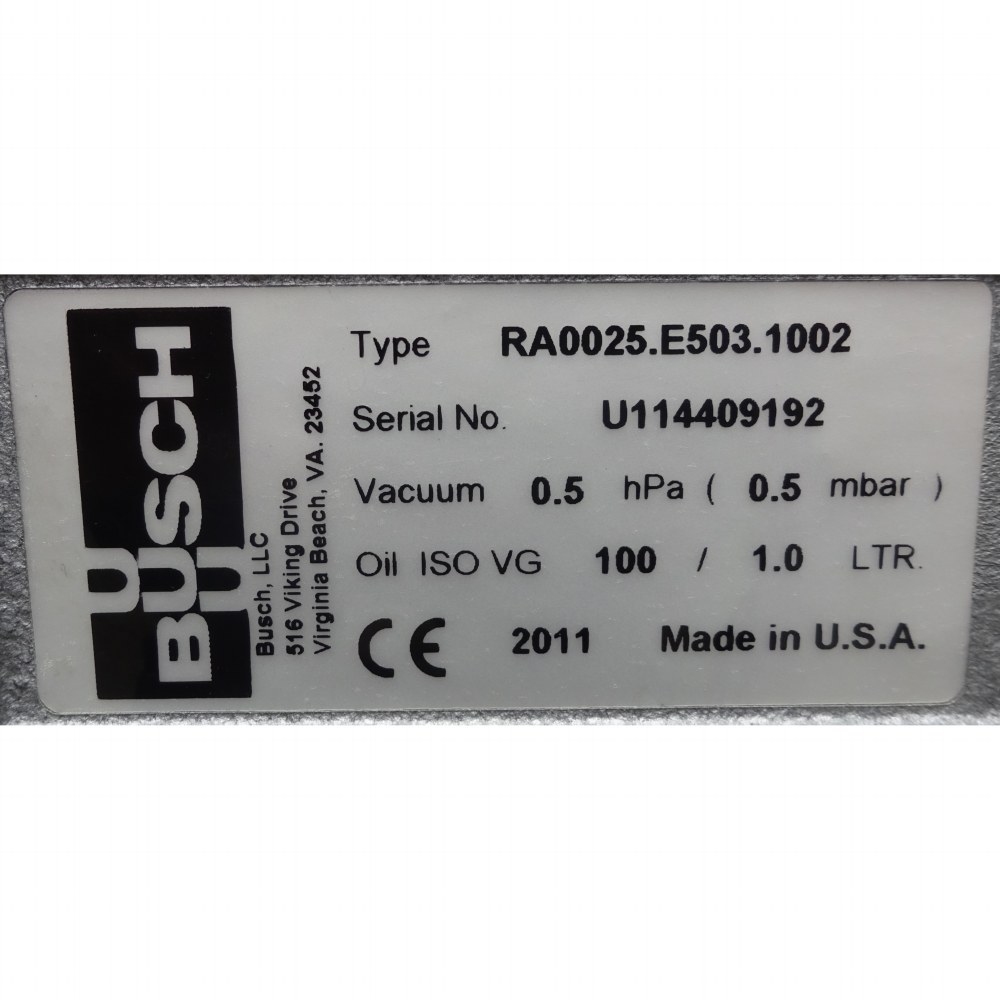 BUSCH
Busch, LLC
516 Viking Drive
Virginia Beach, VA. 23452
Type RA0025.E503.1002
Serial No. U114409192
Vacuum 0.5 hPa ( 0.5 mbar )
Oil ISO VG 100 / 1.0 LTR.
CE 2011 Made in U.S.A.